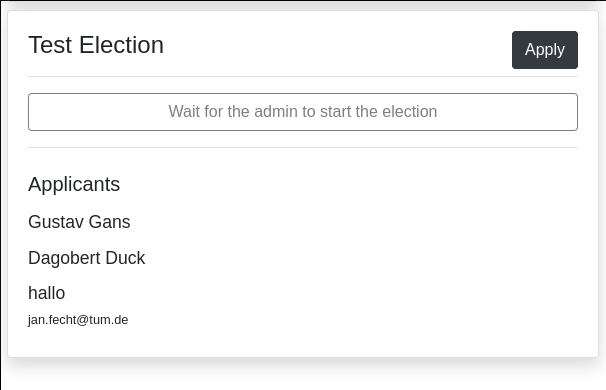 Test Election
Apply
Wait for the admin to start the election
Applicants
Gustav Gans
Dagobert Duck
hallo
jan.fecht@tum.de